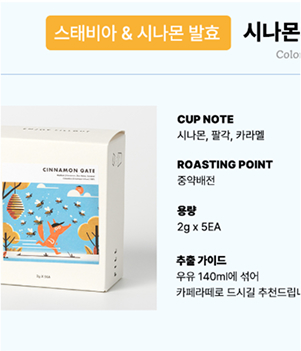 스태비아 & 시나몬 발효
시나몬
Color
CUP NOTE
시나몬, 팔각, 카라멜
ROASTING POINT
중약배전
CINNAMON GATE
용량
2g x 5EA
추출 가이드
우유 140ml에 섞어
카페라떼로 드시길 추천드립니